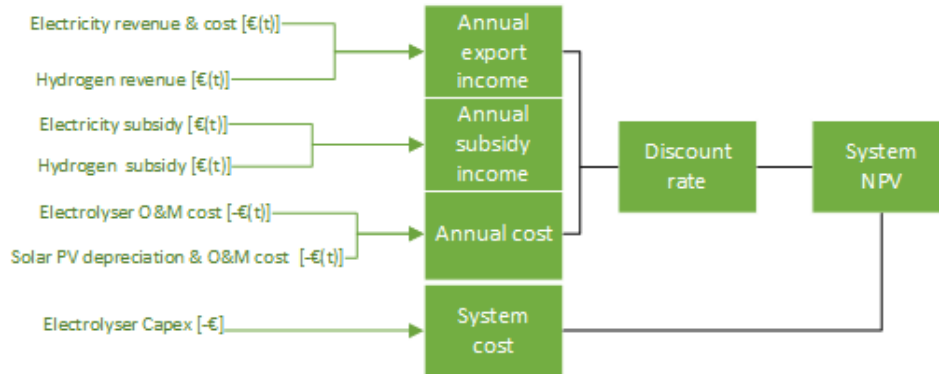 Electricity revenue & cost [€(t)]
Hydrogen revenue [€(t)]
Electricity subsidy [€(t)]
Hydrogen subsidy [€(t)]
Electrolyser O&M cost [-€(t)]
Solar PV depreciation & O&M cost [-€(t)]
Electrolyser Capex [-€]
Annual
export
income
Annual
subsidy
income
Annual cost
System
cost
Discount
rate
System
NPV